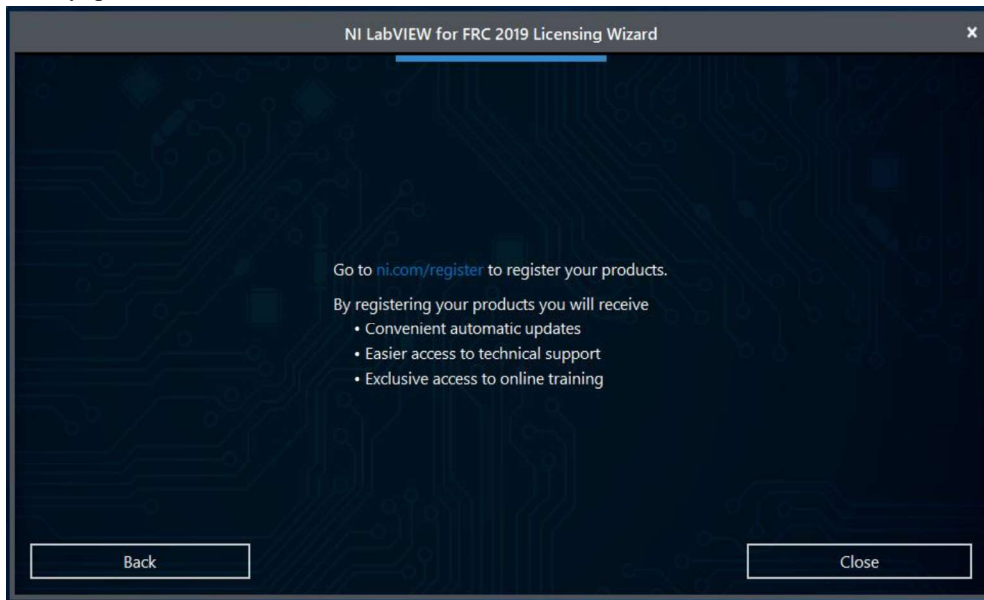 NI LabVIEW for FRC 2019 Licensing Wizard
x
Go to ni.com/register to register your products.
By registering your products you will receive
• Convenient automatic updates
• Easier access to technical support
• Exclusive access to online training
Back
Close